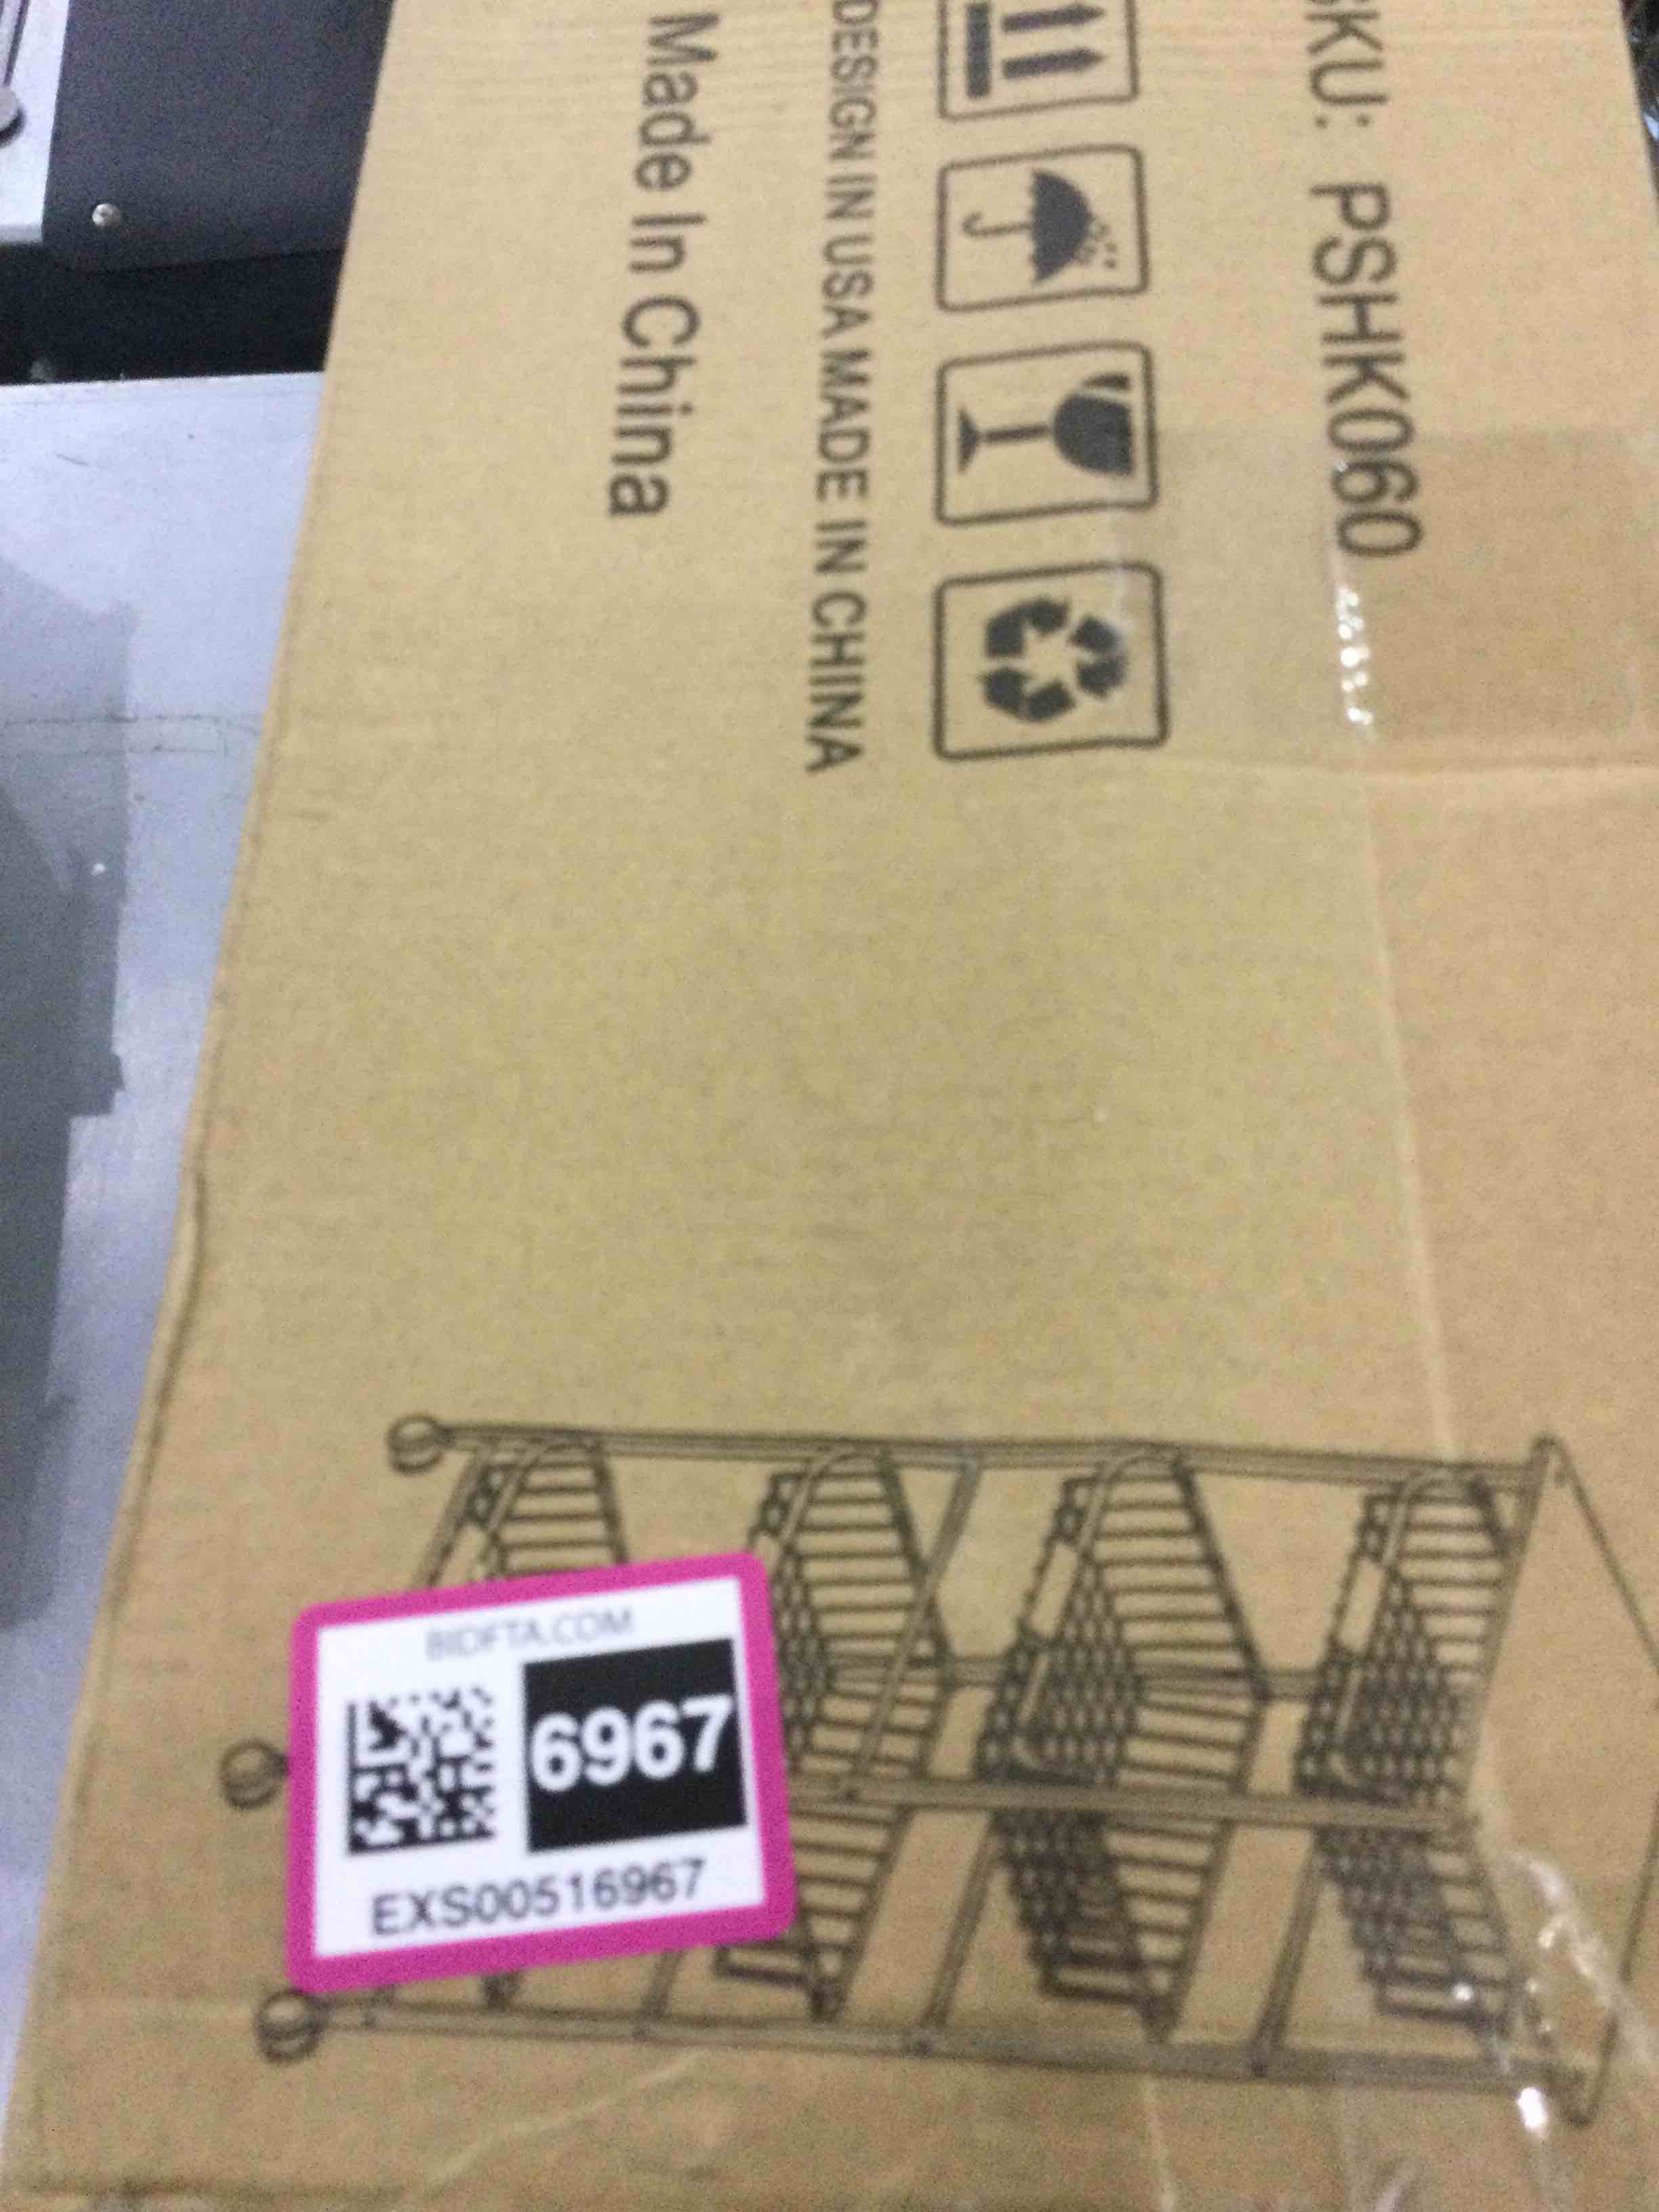 SKU: PSHK060
DESIGN IN USA MADE IN CHINA
Made In China
BIDFTA.COM
6967
EXS00516967